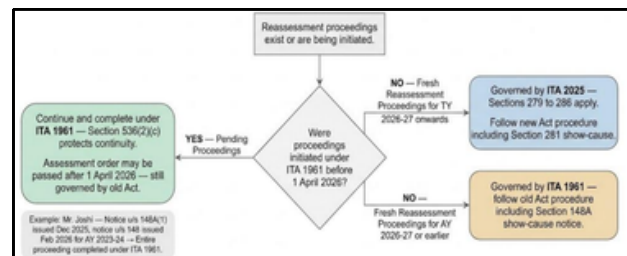 Reassessment proceedings
exist or are being initiated.
NO — Fresh
Reassessment
Proceedings for TY
2026-27 onwards
Governed by ITA 2025 —
Sections 279 to 286 apply.
Follow new Act procedure
including Section 281 show-cause.
Continue and complete under
ITA 1961 — Section 536(2)(c)
protects continuity.
Assessment order may be
passed after 1 April 2026 — still
governed by old Act.
YES — Pending
Proceedings
Were
proceedings
initiated under
ITA 1961 before
1 April 2026?
NO —
Fresh Reassessment
Proceedings for AY
2026-27 or earlier
Governed by ITA 1961 —
follow old Act procedure
including Section 148A
show-cause notice.
Example: Mr. Joshi — Notice u/s 148A(1)
issued Dec 2025, notice u/s 148 issued
Feb 2026 for AY 2023-24 → Entire
proceeding completed under ITA 1961.